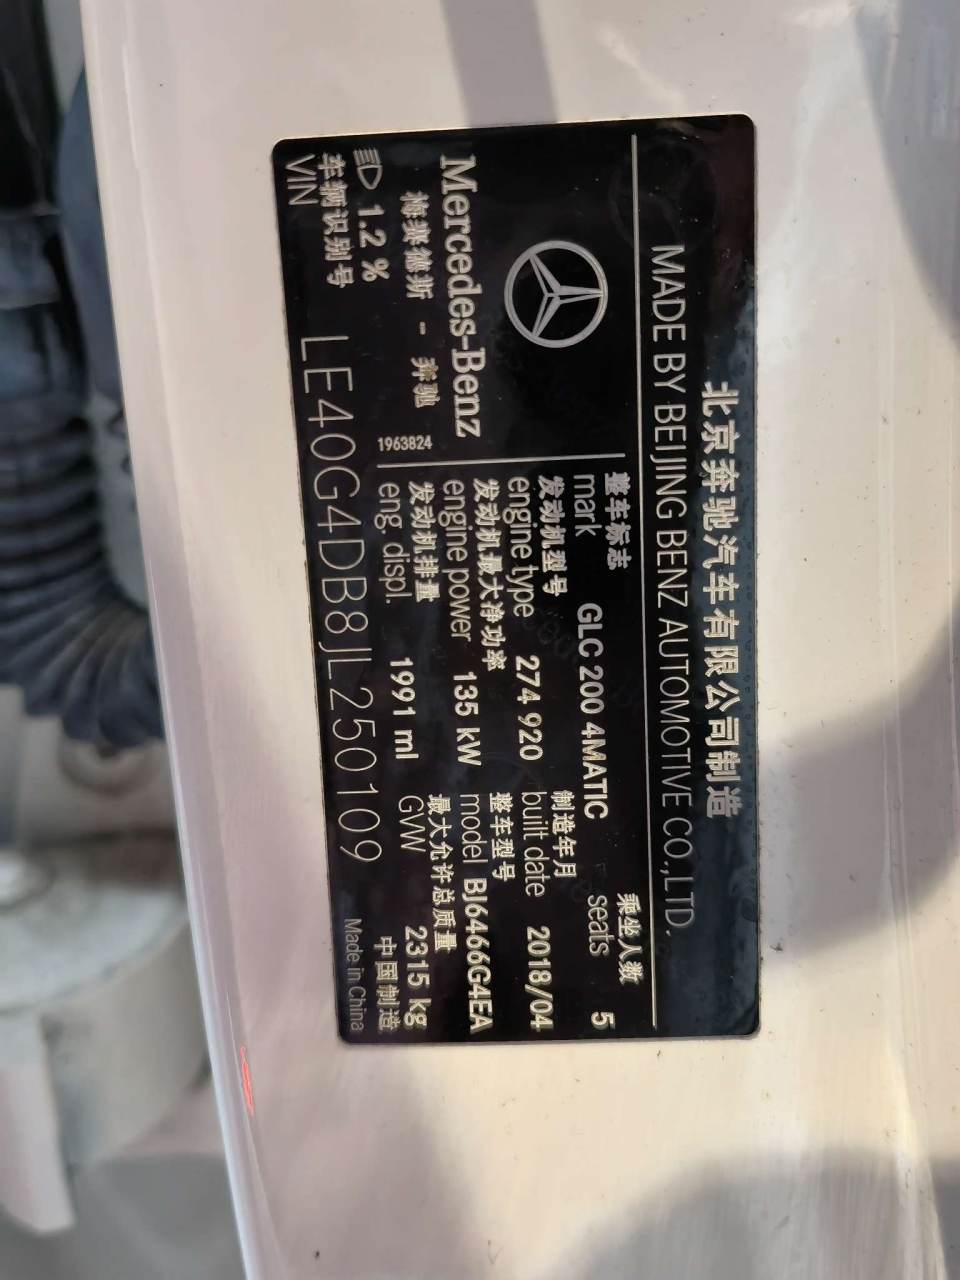 北京奔驰汽车有限公司制造
MADE BY BEIJING BENZ AUTOMOTIVE CO.,LTD.
Mercedes-Benz
梅赛德斯 - 奔驰
1.2 %
1963824
整车标志
mark GLC 200 4MATIC
乘坐人数
seats 5
发动机型号
engine type 274 920
制造年月
built date 2018/04
发动机最大净功率
engine power 135 kW
整车型号
model BJ6466G4EA
发动机排量
eng. displ. 1991 ml
最大允许总质量
GVW 2315 kg
车辆识别号
VIN LE40G4DB8JL250109
中国制造
Made in China